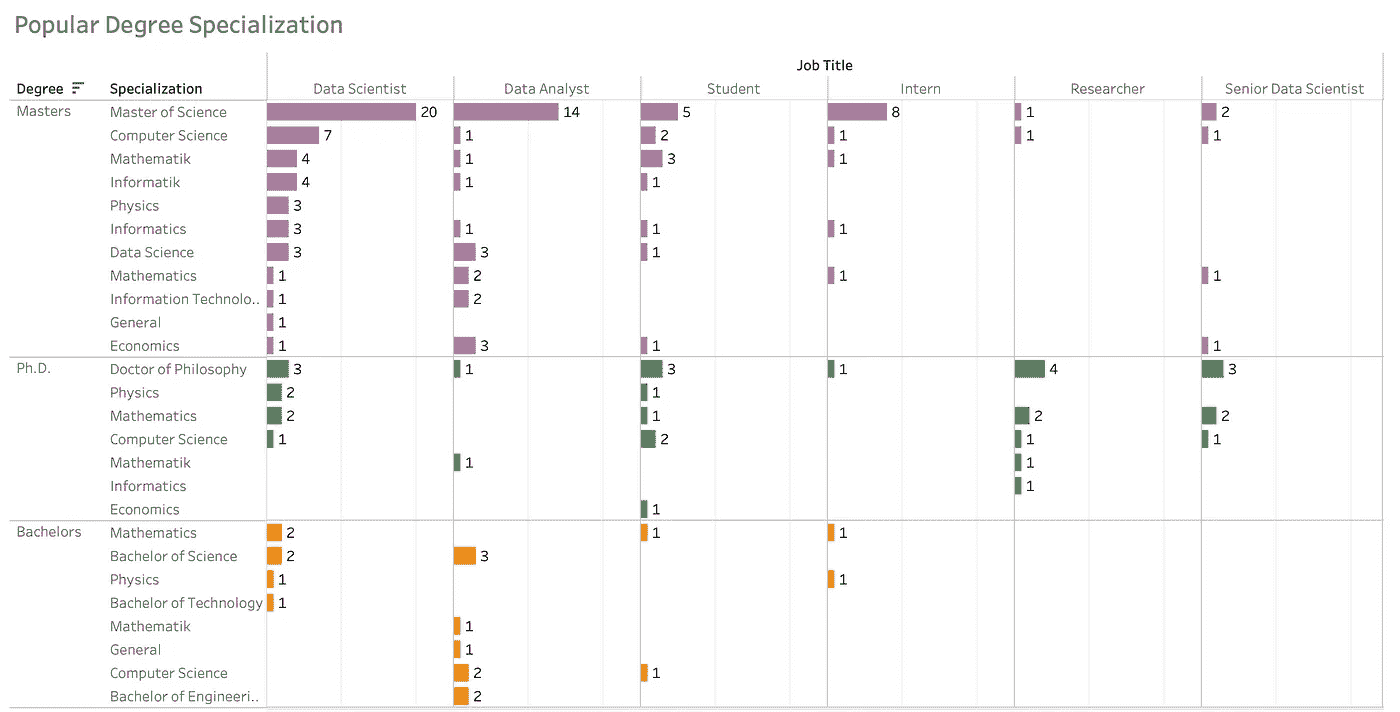 Popular Degree Specialization
Job Title
Degree Specialization Data Scientist Data Analyst Student Intern Researcher Senior Data Scientist
Masters Master of Science 20 14 5 8 1 2
Computer Science 7 1 2 1 1 1
Mathematik 4 1 3 1
Informatik 4 1 1
Physics 3
Informatics 3 1 1 1
Data Science 3 3 1
Mathematics 1 2 1 1
Information Technolo.. 1 2
General 1
Economics 1 3 1 1
Ph.D. Doctor of Philosophy 3 1 3 1 4 3
Physics 2 1
Mathematics 2 1 2 2
Computer Science 1 2 1 1
Mathematik 1 1
Informatics 1
Economics 1
Bachelors Mathematics 2 1 1
Bachelor of Science 2 3
Physics 1 1
Bachelor of Technology 1
Mathematik 1
General 1
Computer Science 2 1
Bachelor of Engineeri.. 2